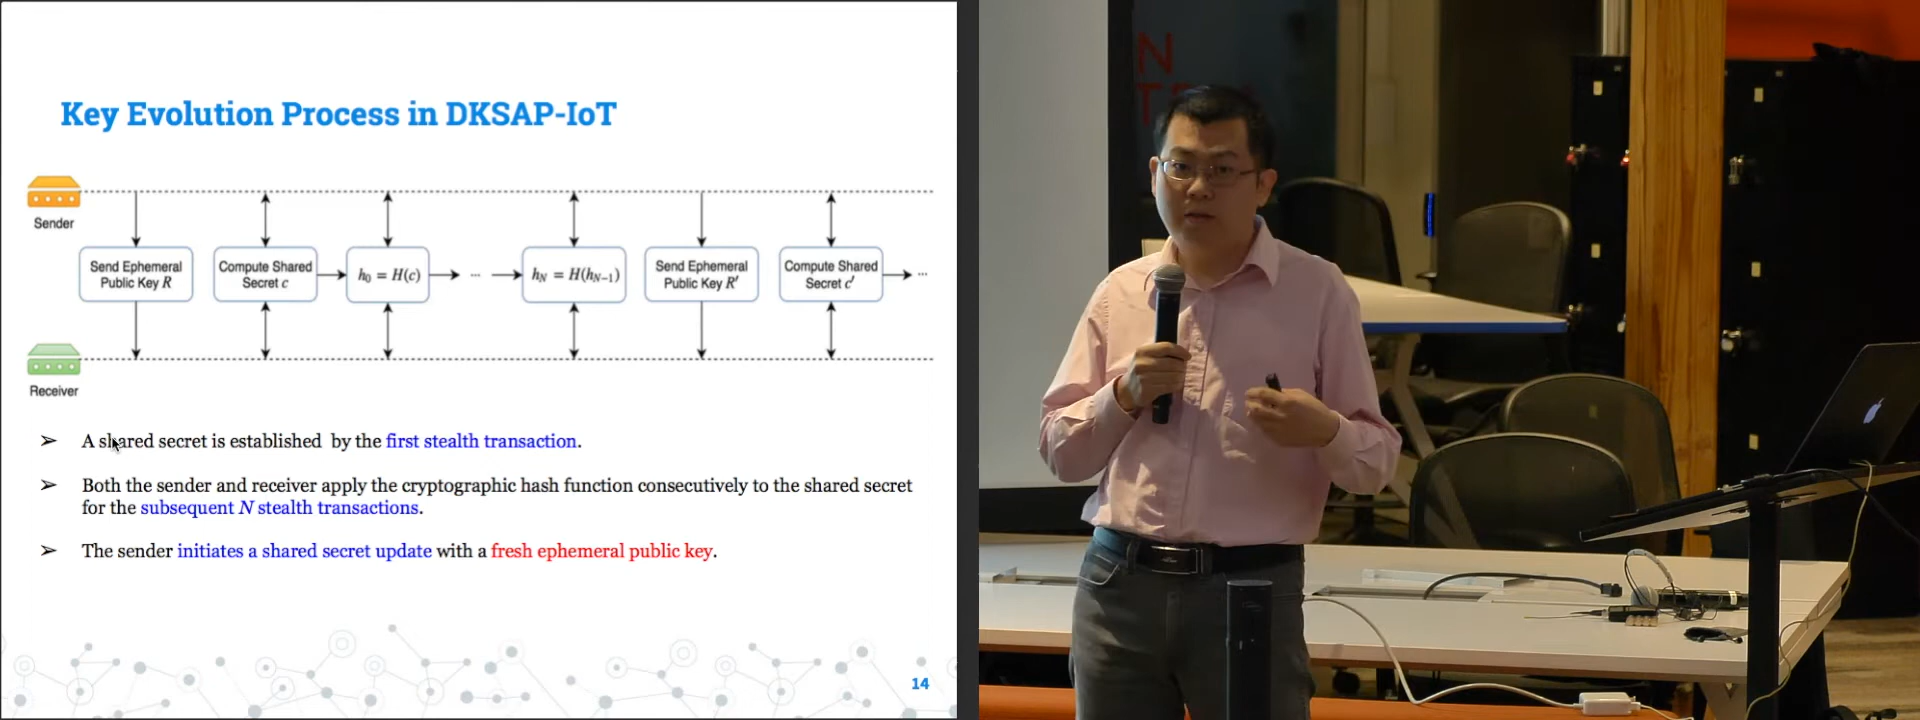 Key Evolution Process in DKSAP-IoT
Sender
Send Ephemeral
Public Key R
Compute Shared
Secret c
h₀ = H(c)
...
h_N = H(h_{N−1})
Send Ephemeral
Public Key R′
Compute Shared
Secret c′
...
Receiver
➢ A shared secret is established by the first stealth transaction.
➢ Both the sender and receiver apply the cryptographic hash function consecutively to the shared secret
for the subsequent N stealth transactions.
➢ The sender initiates a shared secret update with a fresh ephemeral public key.
14
N